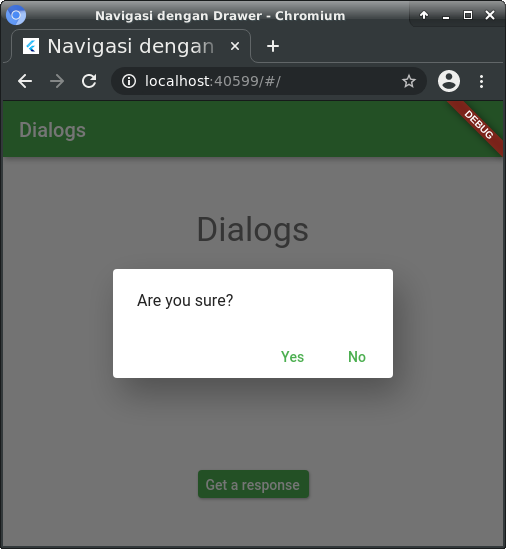 Navigasi dengan Drawer - Chromium
Navigasi dengan
localhost:40599/#/
Dialogs
DEBUG
Dialogs
Are you sure?
Yes No
Get a response